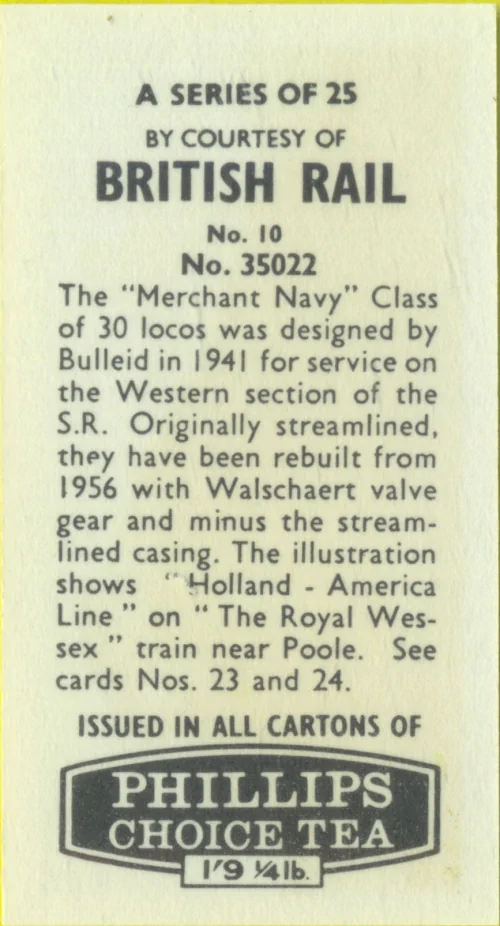 A SERIES OF 25
BY COURTESY OF
BRITISH RAIL
No. 10
No. 35022
The "Merchant Navy" Class
of 30 locos was designed by
Bulleid in 1941 for service on
the Western section of the
S.R. Originally streamlined,
they have been rebuilt from
1956 with Walschaert valve
gear and minus the stream-
lined casing. The illustration
shows "Holland - America
Line" on "The Royal Wes-
sex" train near Poole. See
cards Nos. 23 and 24.
ISSUED IN ALL CARTONS OF
PHILLIPS
CHOICE TEA
1'9 ¼lb.